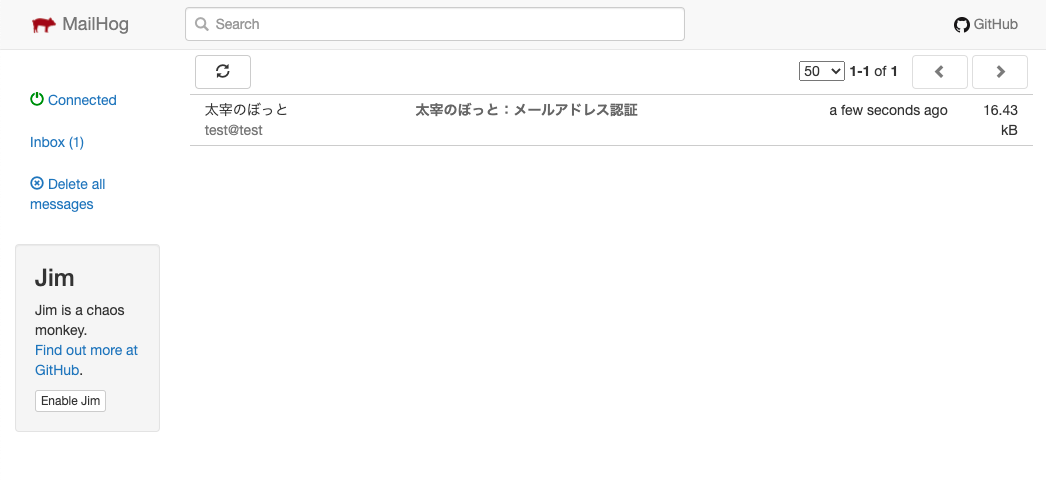 MailHog
Search
GitHub
50 1-1 of 1
Connected
太宰のぼっと
太宰のぼっと：メールアドレス認証
a few seconds ago
16.43
kB
test@test
Inbox (1)
Delete all
messages
Jim
Jim is a chaos
monkey.
Find out more at
GitHub.
Enable Jim